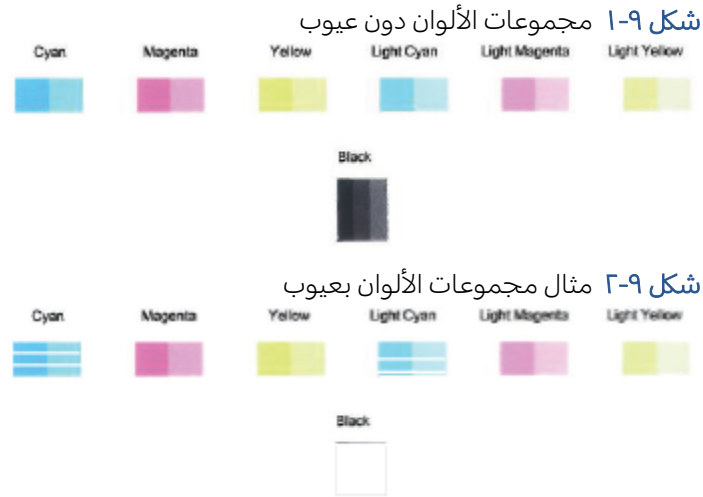 شكل ٩-١ مجموعات الألوان دون عيوب
Cyan Magenta Yellow Light Cyan Light Magenta Light Yellow
Black
شكل ٩-٢ مثال مجموعات الألوان بعيوب
Cyan Magenta Yellow Light Cyan Light Magenta Light Yellow
Black